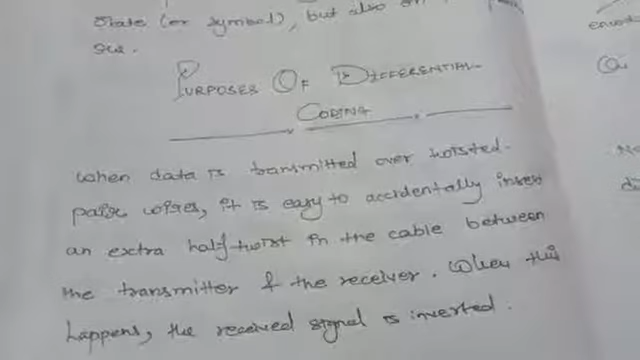 state (or symbol), but also on
PURPOSES OF DIFFERENTIAL
CODING
When data is transmitted over twisted-
pair wires, it is easy to accidentally insert
an extra half-twist in the cable between
the transmitter & the receiver. When this
happens, the received signal is inverted.